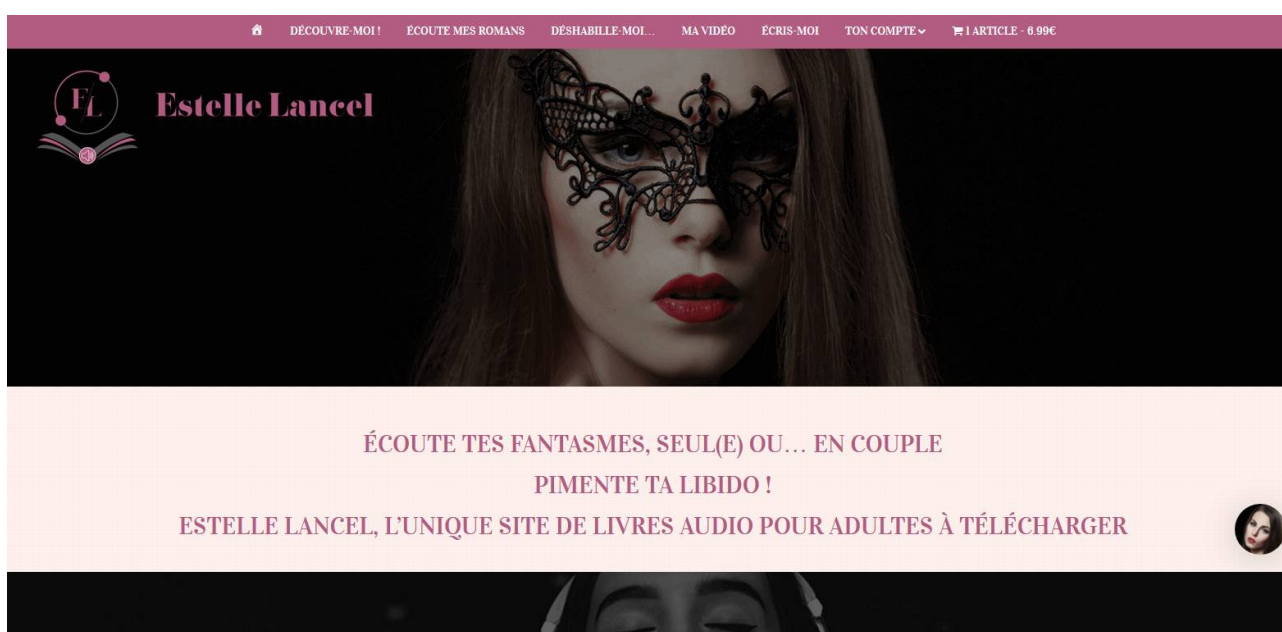 DÉCOUVRE-MOI ! ÉCOUTE MES ROMANS DÉSHABILLE-MOI... MA VIDÉO ÉCRIS-MOI TON COMPTE 1 ARTICLE - 6.99€
EL
Estelle Lancel
ÉCOUTE TES FANTASMES, SEUL(E) OU... EN COUPLE
PIMENTE TA LIBIDO !
ESTELLE LANCEL, L'UNIQUE SITE DE LIVRES AUDIO POUR ADULTES À TÉLÉCHARGER